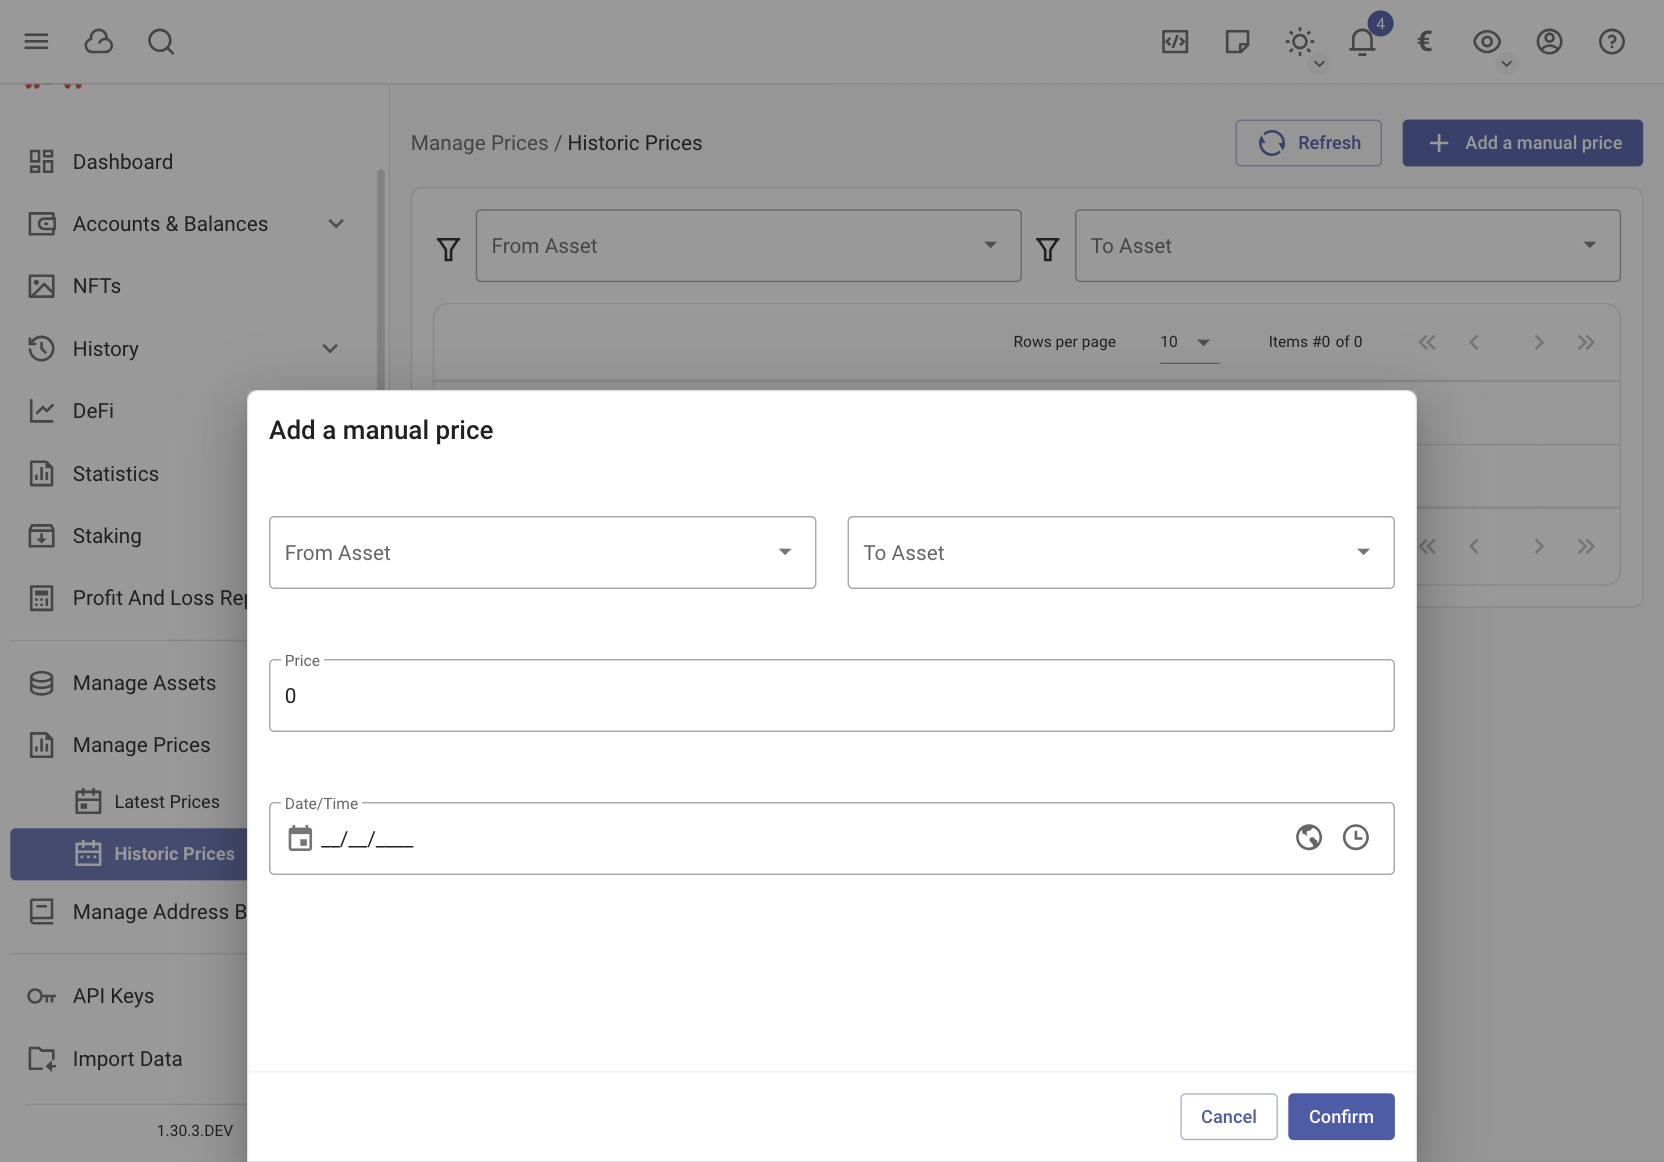 4
€
Manage Prices / Historic Prices
Refresh
Add a manual price
Dashboard
Accounts & Balances
NFTs
History
DeFi
Statistics
Staking
Profit And Loss Rep
Manage Assets
Manage Prices
Latest Prices
Historic Prices
Manage Address B
API Keys
Import Data
1.30.3.DEV
From Asset
To Asset
Rows per page 10 Items #0 of 0
Add a manual price
From Asset
To Asset
Price
0
Date/Time
__/__/____
Cancel
Confirm